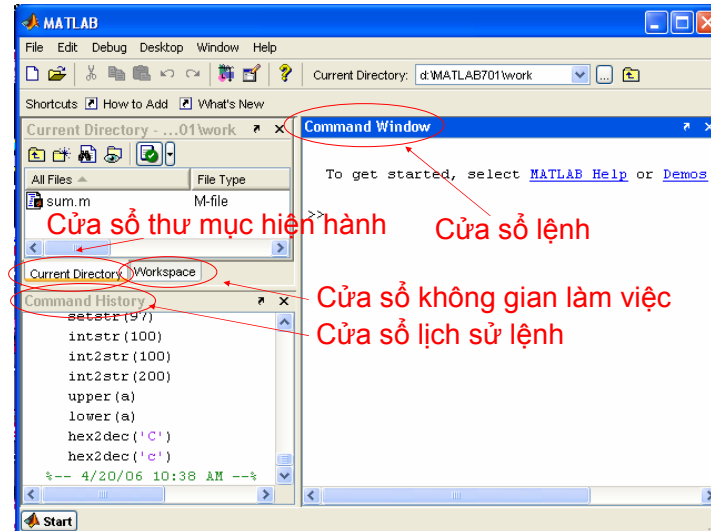 MATLAB
File Edit Debug Desktop Window Help
? Current Directory: d:\MATLAB701\work ...
Shortcuts How to Add What's New
Current Directory - ...01\work
Command Window
All Files File Type
sum.m M-file
To get started, select MATLAB Help or Demos
>>
Cửa sổ thư mục hiện hành
Cửa sổ lệnh
Current Directory Workspace
Cửa sổ không gian làm việc
Command History
Cửa sổ lịch sử lệnh
setstr(97)
intstr(100)
int2str(100)
int2str(200)
upper(a)
lower(a)
hex2dec('C')
hex2dec('c')
%-- 4/20/06 10:38 AM --%
Start